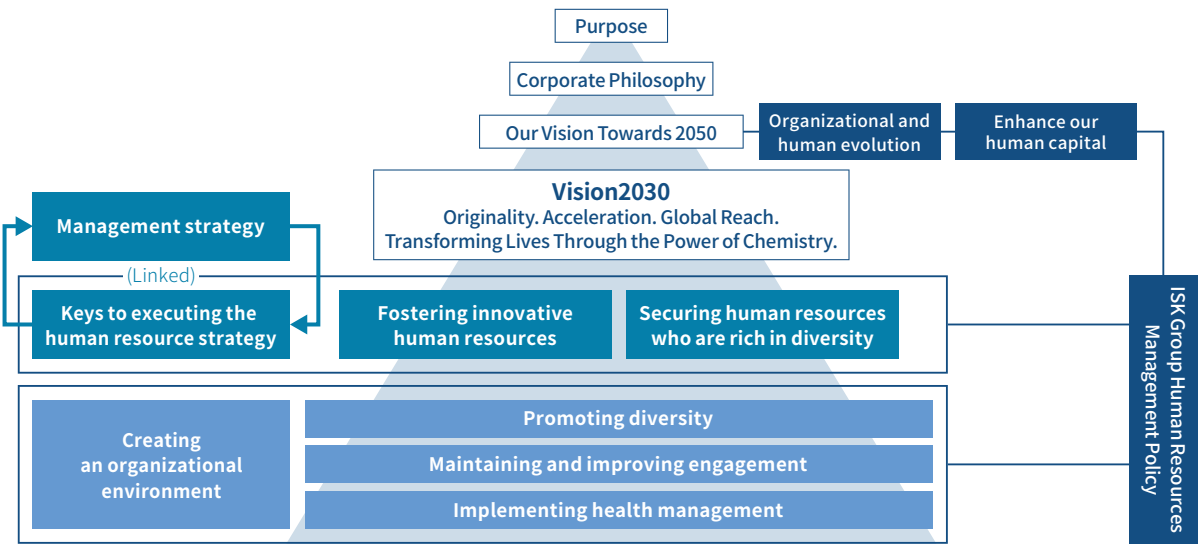 Purpose
Corporate Philosophy
Our Vision Towards 2050
Organizational and
human evolution
Enhance our
human capital
Vision2030
Originality. Acceleration. Global Reach.
Transforming Lives Through the Power of Chemistry.
Management strategy
(Linked)
Keys to executing the
human resource strategy
Fostering innovative
human resources
Securing human resources
who are rich in diversity
ISK Group Human Resources
Management Policy
Creating
an organizational
environment
Promoting diversity
Maintaining and improving engagement
Implementing health management